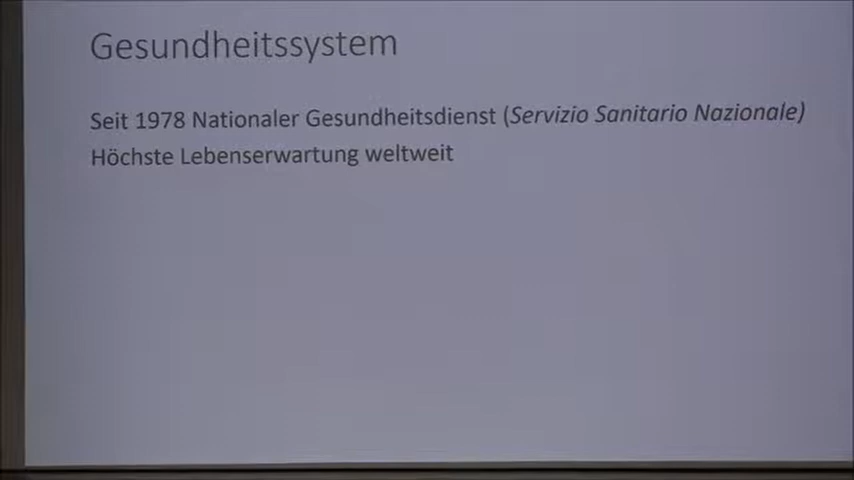 Gesundheitssystem
Seit 1978 Nationaler Gesundheitsdienst (Servizio Sanitario Nazionale)
Höchste Lebenserwartung weltweit